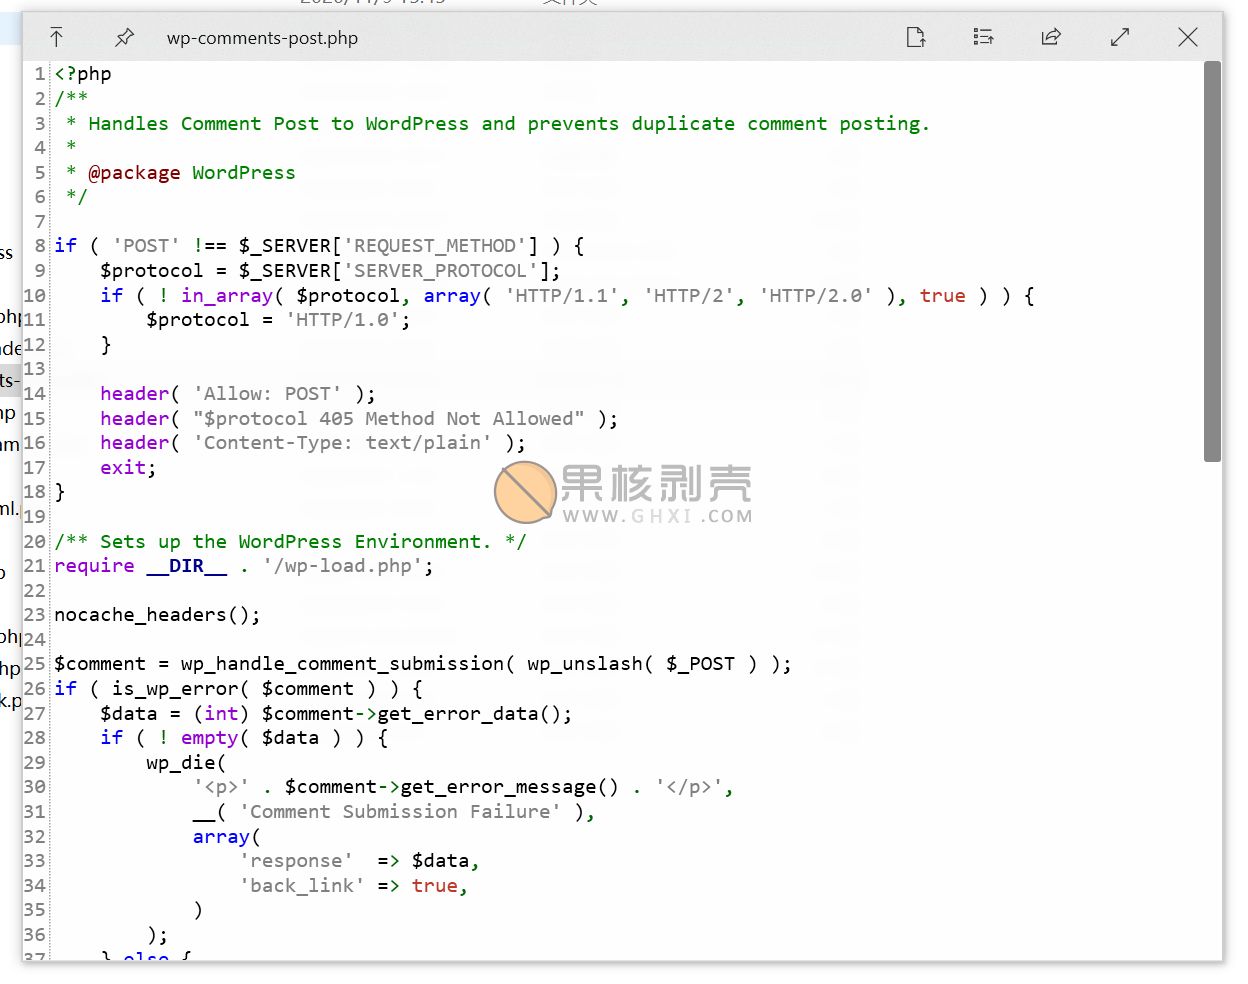 wp-comments-post.php
1 <?php
2 /**
3  * Handles Comment Post to WordPress and prevents duplicate comment posting.
4  *
5  * @package WordPress
6  */
7
8 if ( 'POST' !== $_SERVER['REQUEST_METHOD'] ) {
9     $protocol = $_SERVER['SERVER_PROTOCOL'];
10     if ( ! in_array( $protocol, array( 'HTTP/1.1', 'HTTP/2', 'HTTP/2.0' ), true ) ) {
11         $protocol = 'HTTP/1.0';
12     }
13
14     header( 'Allow: POST' );
15     header( "$protocol 405 Method Not Allowed" );
16     header( 'Content-Type: text/plain' );
17     exit;
18 }
19
20 /** Sets up the WordPress Environment. */
21 require __DIR__ . '/wp-load.php';
22
23 nocache_headers();
24
25 $comment = wp_handle_comment_submission( wp_unslash( $_POST ) );
26 if ( is_wp_error( $comment ) ) {
27     $data = (int) $comment->get_error_data();
28     if ( ! empty( $data ) ) {
29         wp_die(
30             '<p>' . $comment->get_error_message() . '</p>',
31             __( 'Comment Submission Failure' ),
32             array(
33                 'response'  => $data,
34                 'back_link' => true,
35             )
36         );
37     } else {
果核剥壳
WWW.GHXI.COM